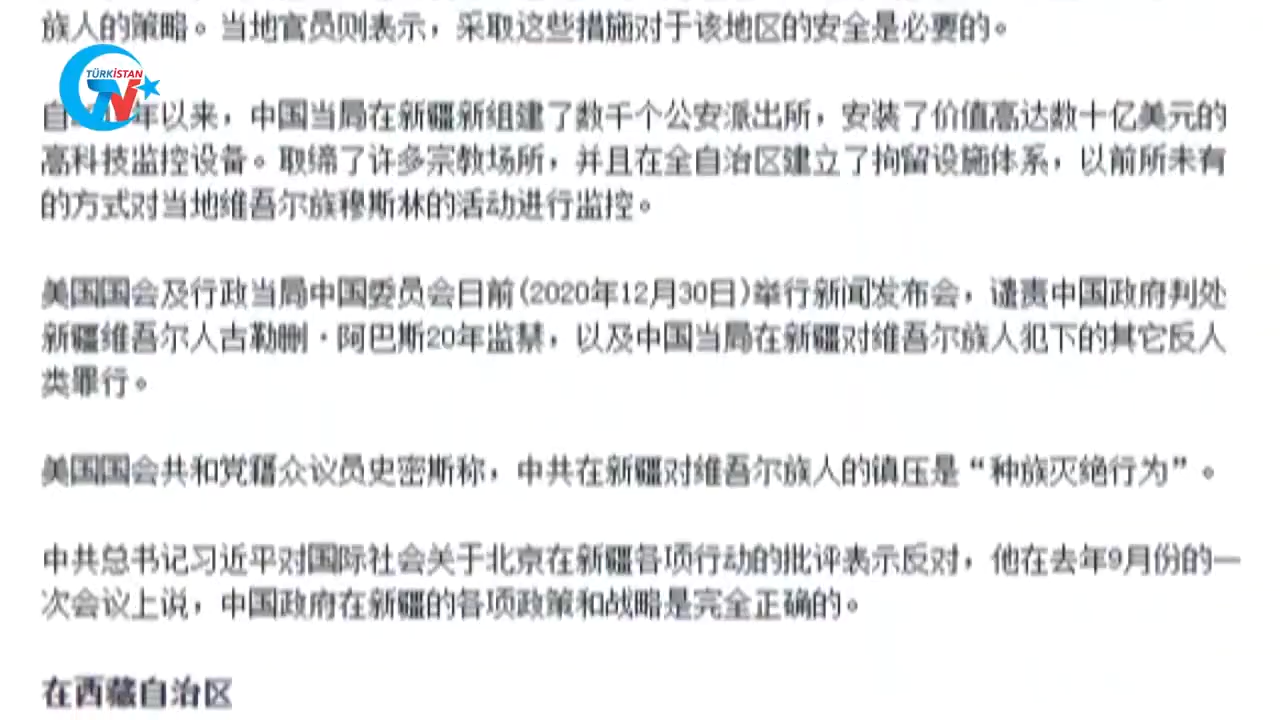 族人的策略。当地官员则表示，采取这些措施对于该地区的安全是必要的。
TÜRKİSTAN
TV
自 年以来，中国当局在新疆新组建了数千个公安派出所，安装了价值高达数十亿美元的
高科技监控设备。取缔了许多宗教场所，并且在全自治区建立了拘留设施体系，以前所未有
的方式对当地维吾尔族穆斯林的活动进行监控。
美国国会及行政当局中国委员会日前(2020年12月30日)举行新闻发布会，谴责中国政府判处
新疆维吾尔人古勒删·阿巴斯20年监禁，以及中国当局在新疆对维吾尔族人犯下的其它反人
类罪行。
美国国会共和党籍众议员史密斯称，中共在新疆对维吾尔族人的镇压是“种族灭绝行为”。
中共总书记习近平对国际社会关于北京在新疆各项行动的批评表示反对，他在去年9月份的一
次会议上说，中国政府在新疆的各项政策和战略是完全正确的。
在西藏自治区